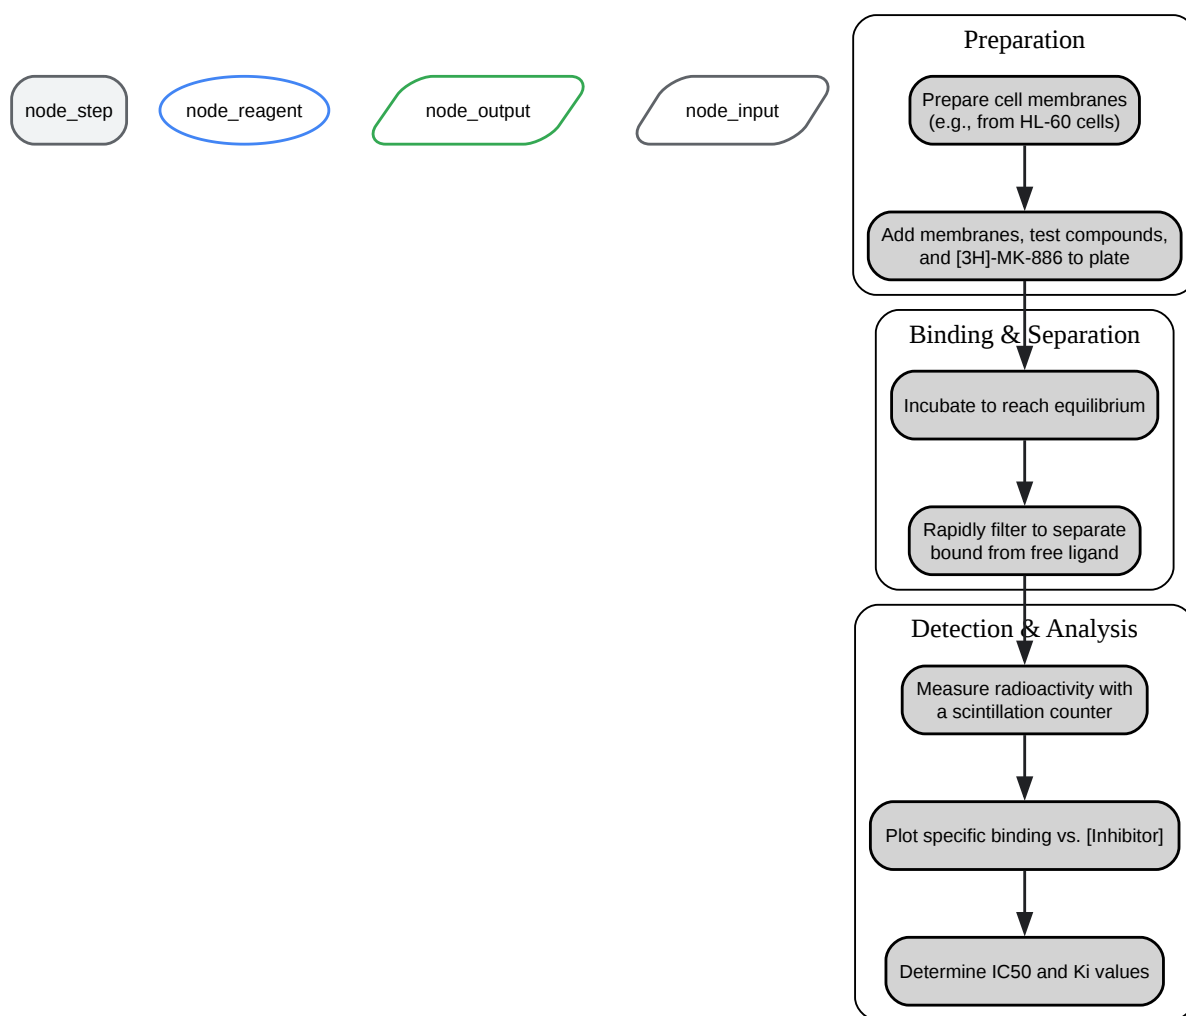 Preparation
node_step
node_reagent
node_output
node_input
Prepare cell membranes
(e.g., from HL-60 cells)
Add membranes, test compounds,
and [3H]-MK-886 to plate
Binding & Separation
Incubate to reach equilibrium
Rapidly filter to separate
bound from free ligand
Detection & Analysis
Measure radioactivity with
a scintillation counter
Plot specific binding vs. [Inhibitor]
Determine IC50 and Ki values